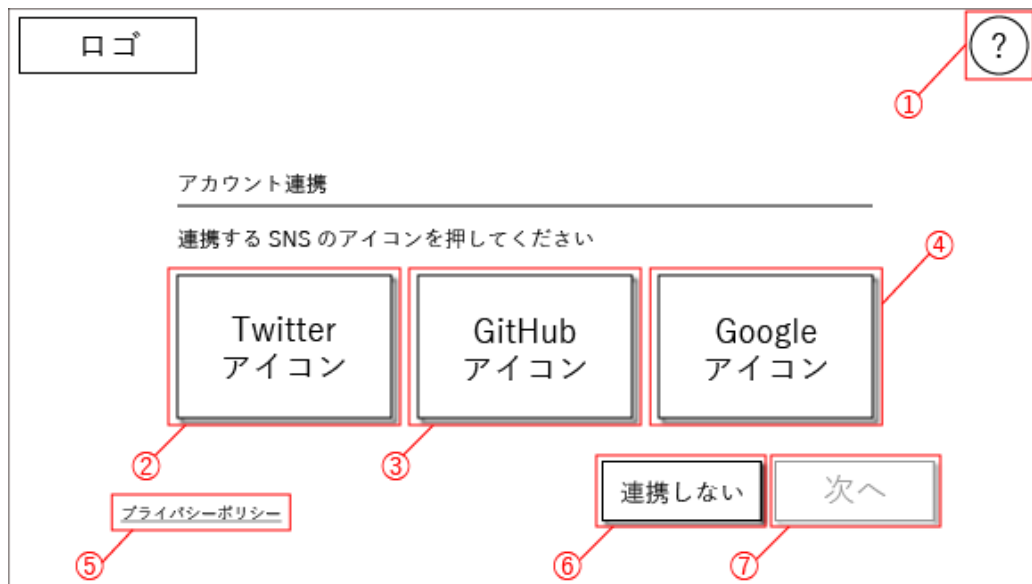 ロゴ
?
①
アカウント連携
連携する SNS のアイコンを押してください
④
Twitter
アイコン
GitHub
アイコン
Google
アイコン
②
③
連携しない
次へ
プライバシーポリシー
⑤
⑥
⑦